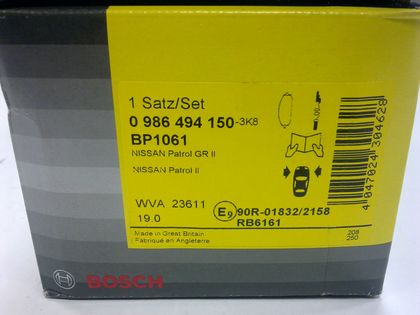 1 Satz/Set
0 986 494 150-3K8
BP1061
NISSAN Patrol GR II
NISSAN Patrol II
WVA 23611
19.0
E9 90R-01832/2158
RB6161
Made in Great Britain
Fabriqué en Angleterre
208
250
4 047024 304628
BOSCH